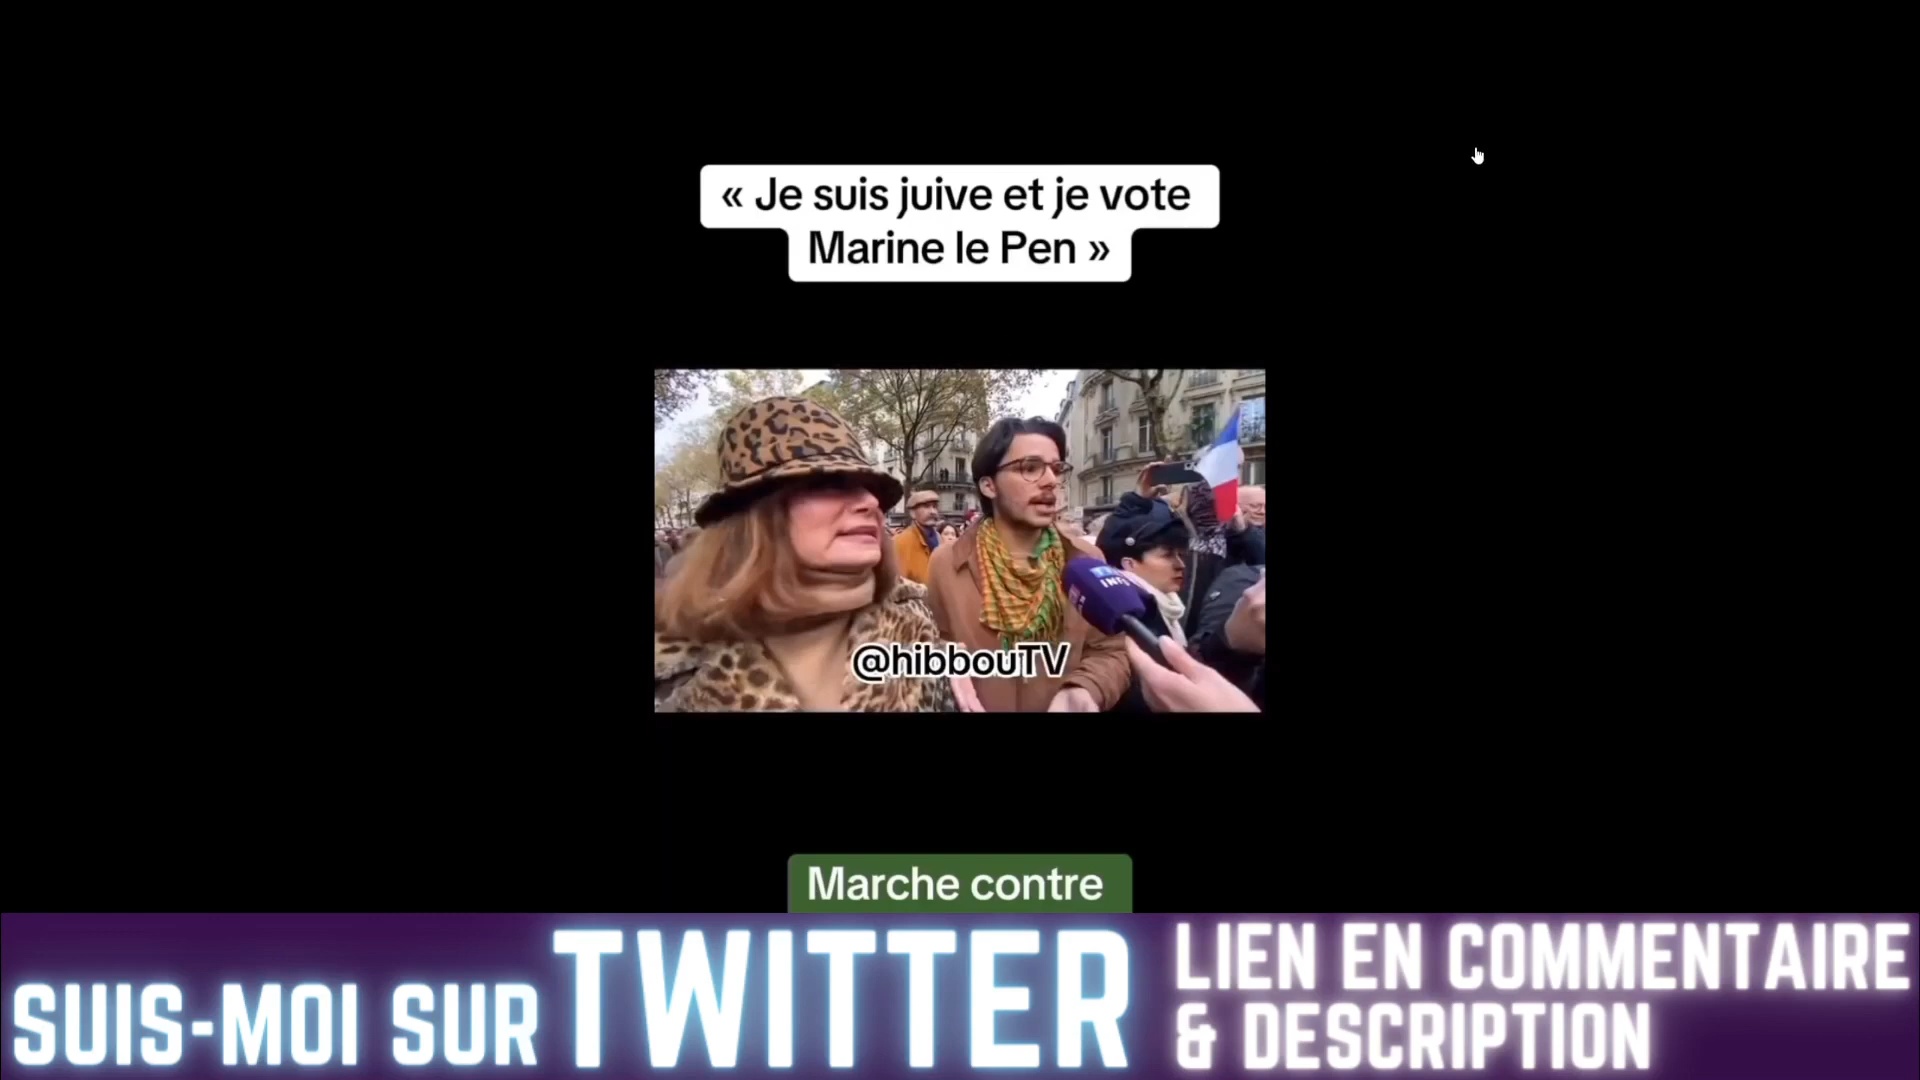 « Je suis juive et je vote
Marine le Pen »
@hibbouTV
Marche contre
SUIS-MOI SUR TWITTER LIEN EN COMMENTAIRE
& DESCRIPTION